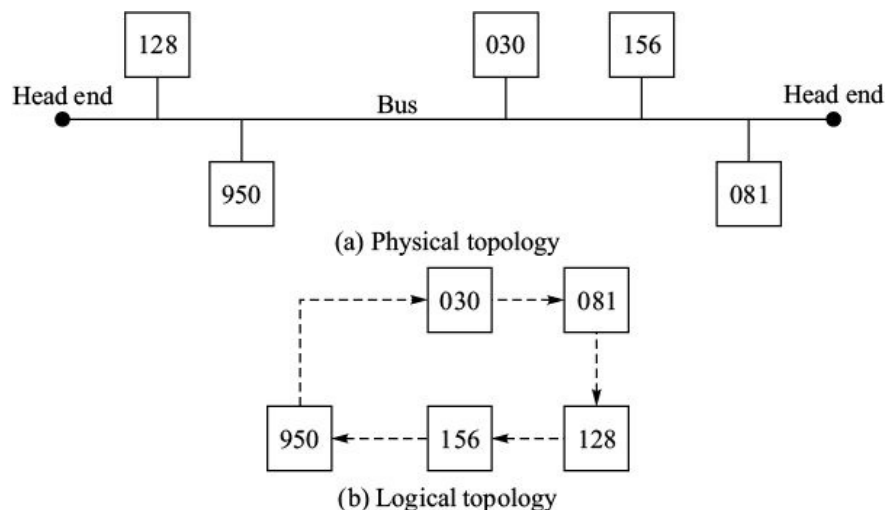 128 030 156
Head end Head end
Bus
950 081
(a) Physical topology
030 081
950 156 128
(b) Logical topology